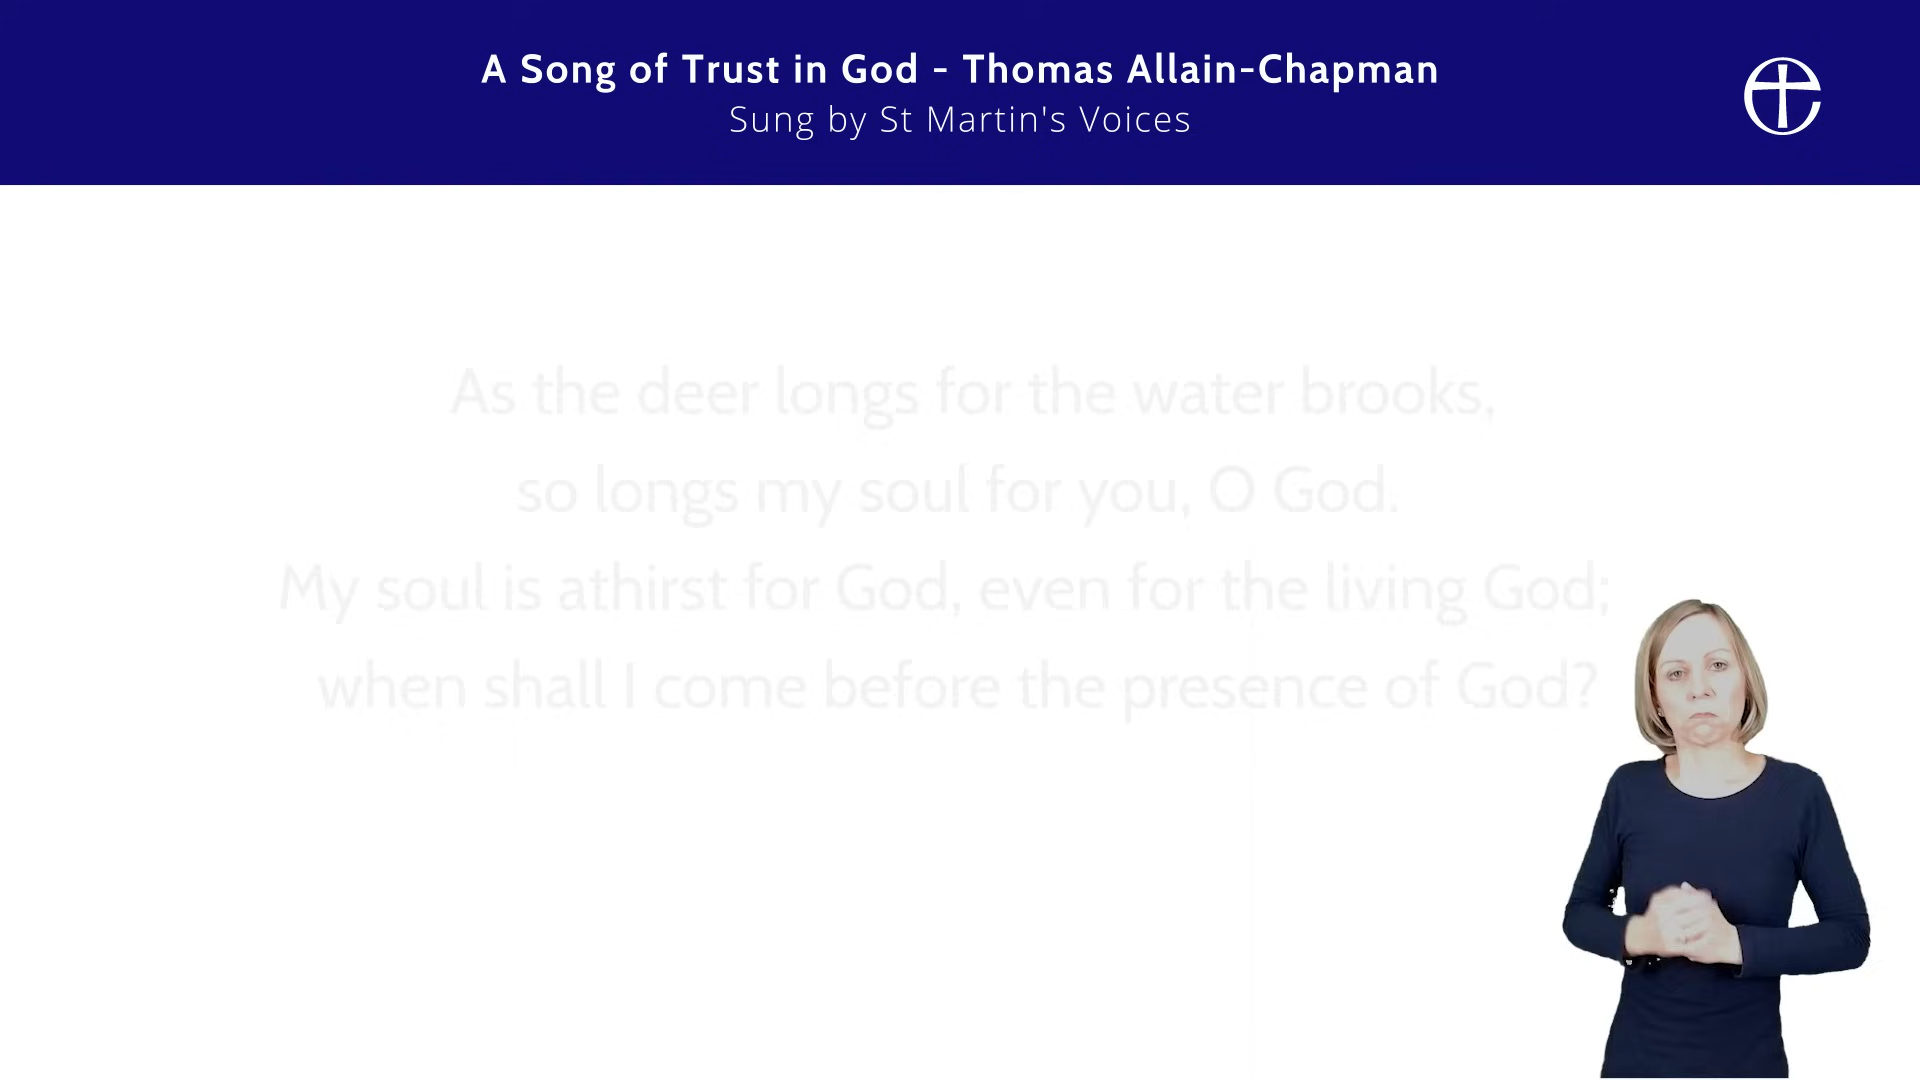 A Song of Trust in God - Thomas Allain-Chapman
Sung by St Martin's Voices
As the deer longs for the water brooks,
so longs my soul for you, O God.
My soul is athirst for God, even for the living God;
when shall I come before the presence of God?